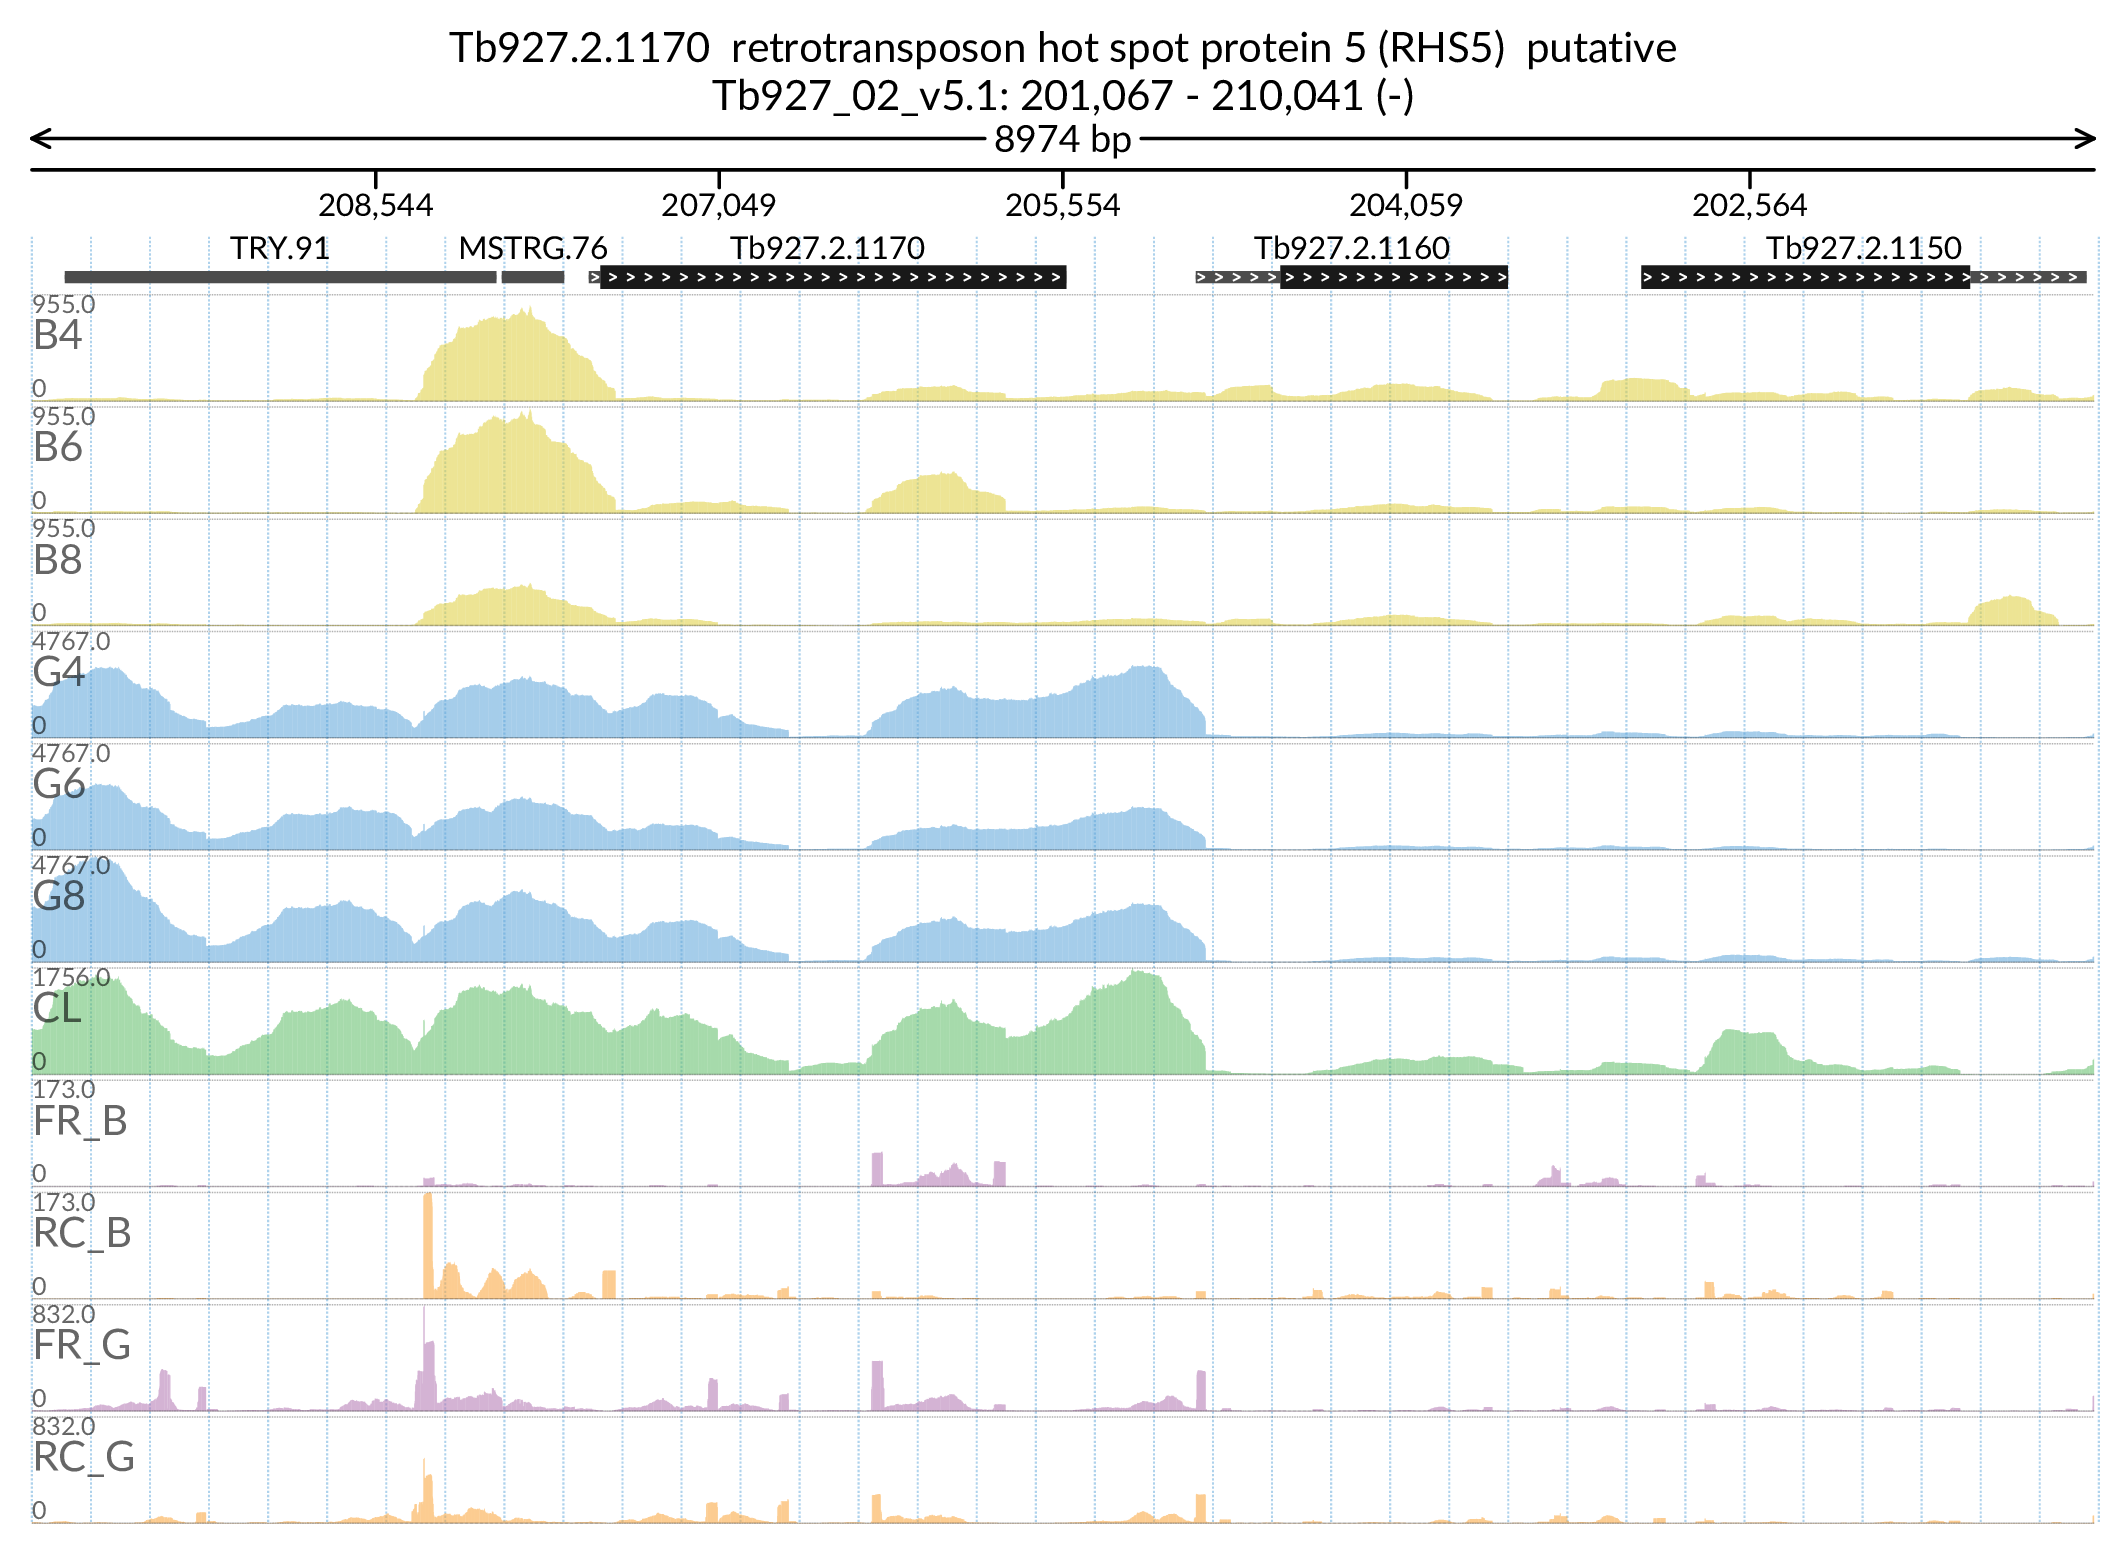 Tb927.2.1170  retrotransposon hot spot protein 5 (RHS5)  putative
Tb927_02_v5.1: 201,067 - 210,041 (-)
8974 bp
208,544 207,049 205,554 204,059 202,564
TRY.91 MSTRG.76 Tb927.2.1170 Tb927.2.1160 Tb927.2.1150
955.0
B4
0
955.0
B6
0
955.0
B8
0
4767.0
G4
0
4767.0
G6
0
4767.0
G8
0
1756.0
CL
0
173.0
FR_B
0
173.0
RC_B
0
832.0
FR_G
0
832.0
RC_G
0